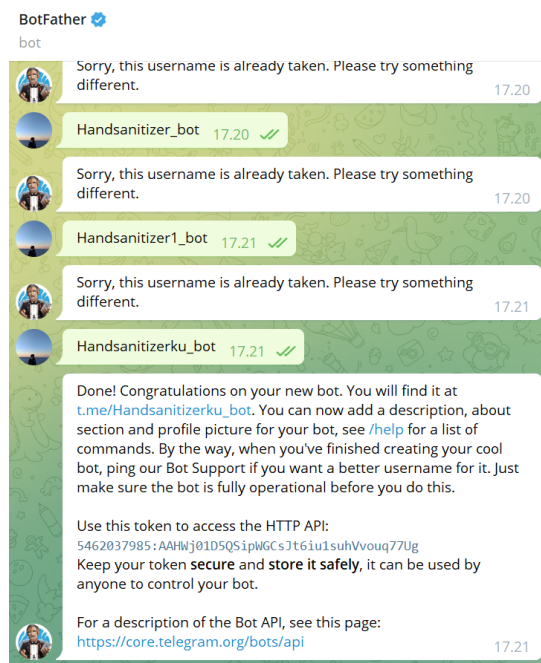 BotFather
bot
Sorry, this username is already taken. Please try something
different.
17.20
Handsanitizer_bot 17.20
Sorry, this username is already taken. Please try something
different.
17.20
Handsanitizer1_bot 17.21
Sorry, this username is already taken. Please try something
different.
17.21
Handsanitizerku_bot 17.21
Done! Congratulations on your new bot. You will find it at
t.me/Handsanitizerku_bot. You can now add a description, about
section and profile picture for your bot, see /help for a list of
commands. By the way, when you've finished creating your cool
bot, ping our Bot Support if you want a better username for it. Just
make sure the bot is fully operational before you do this.
Use this token to access the HTTP API:
5462037985:AAHWj01D5QSipWGCsJt6iu1suhVvouq77Ug
Keep your token secure and store it safely, it can be used by
anyone to control your bot.
For a description of the Bot API, see this page:
https://core.telegram.org/bots/api
17.21